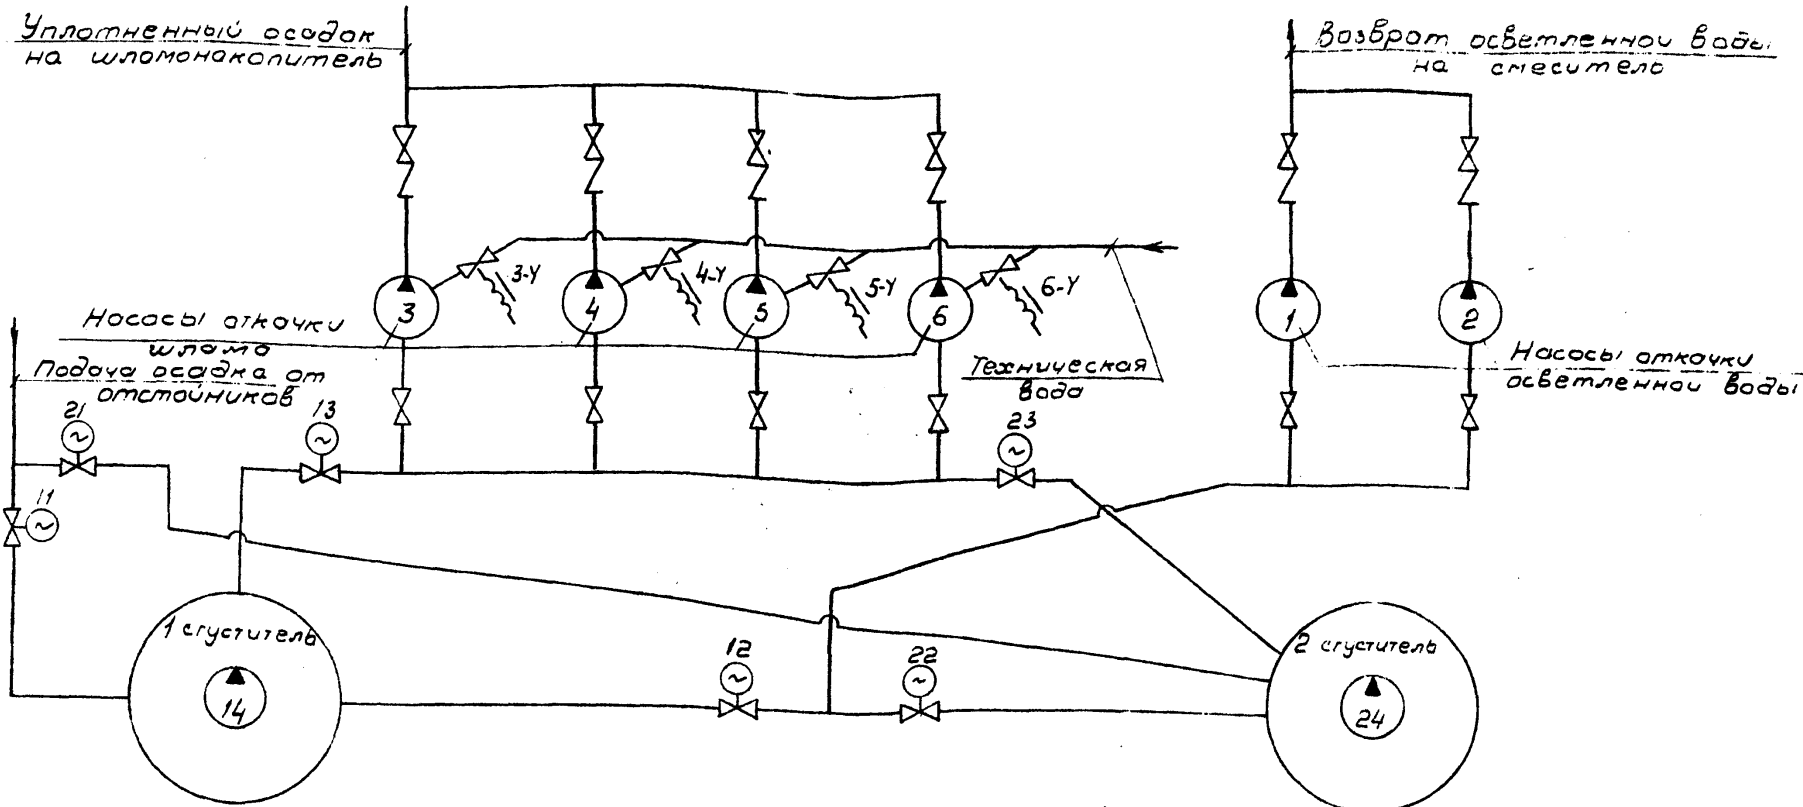 Уплотненный осадок
на шломонакопитель
Возврат осветленной воды
на смеситель
3-У
4-У
5-У
6-У
3
4
5
6
1
2
Насосы откачки
шлама
Подача осадка от
отстойников
Техническая
вода
Насосы откачки
осветленной воды
21
13
23
11
1 сгуститель
14
12
22
2 сгуститель
24